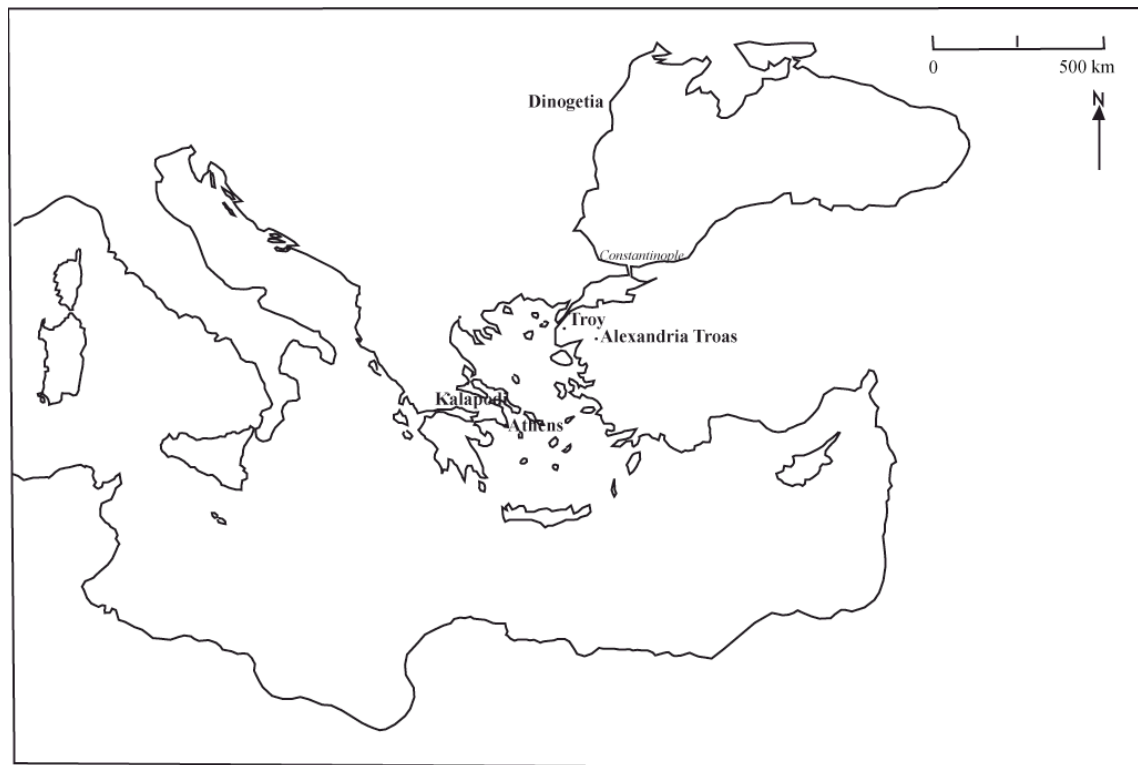 0 500 km
N
Dinogetia
Constantinople
Troy
Alexandria Troas
Kalapodi
Athens